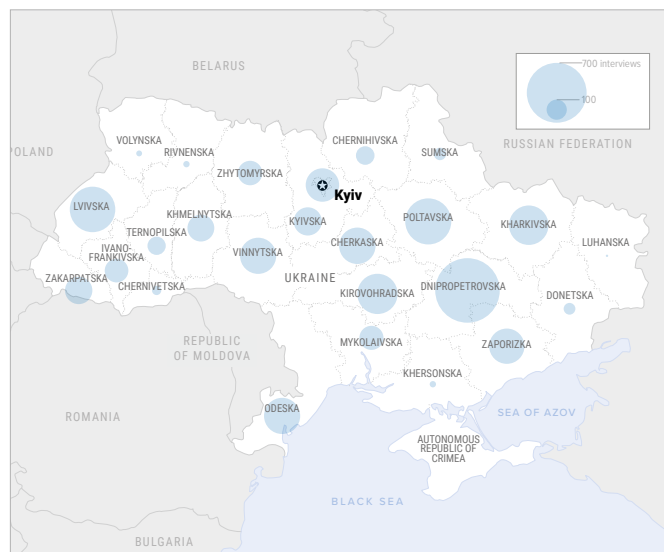 BELARUS
700 interviews
100
RUSSIAN FEDERATION
POLAND
VOLYNSKA
RIVNENSKA
CHERNIHIVSKA
SUMSKA
ZHYTOMYRSKA
Kyiv
LVIVSKA
KHMELNYTSKA
KYIVSKA
POLTAVSKA
KHARKIVSKA
TERNOPILSKA
IVANO-
FRANKIVSKA
VINNYTSKA
CHERKASKA
LUHANSKA
ZAKARPATSKA
CHERNIVETSKA
UKRAINE
KIROVOHRADSKA
DNIPROPETROVSKA
DONETSKA
REPUBLIC
OF MOLDOVA
MYKOLAIVSKA
ZAPORIZKA
KHERSONSKA
ODESKA
ROMANIA
SEA OF AZOV
AUTONOMOUS
REPUBLIC OF
CRIMEA
BLACK SEA
BULGARIA